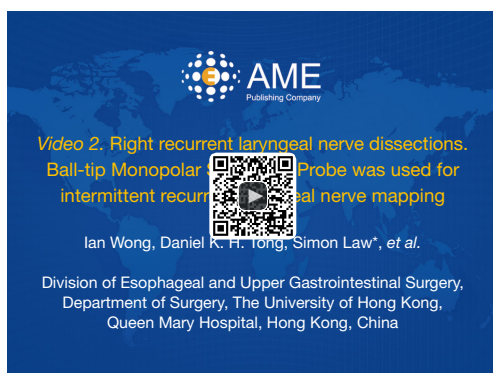 AME
Publishing Company
Video 2. Right recurrent laryngeal nerve dissections.
Ball-tip Monopolar Probe was used for
intermittent nerve mapping
Ian Wong, Daniel K. H. Tong, Simon Law*, et al.
Division of Esophageal and Upper Gastrointestinal Surgery,
Department of Surgery, The University of Hong Kong,
Queen Mary Hospital, Hong Kong, China